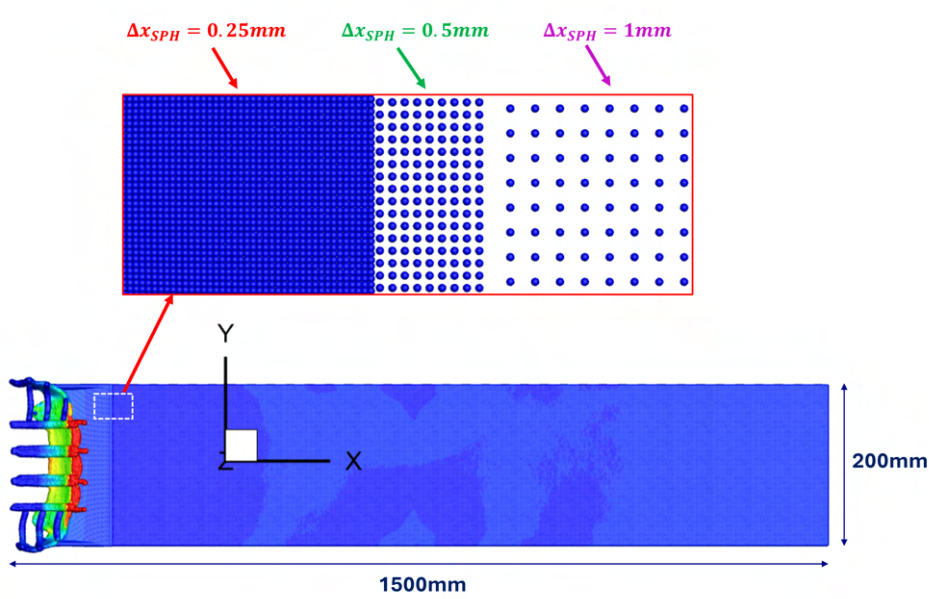 Δx_SPH = 0.25mm
Δx_SPH = 0.5mm
Δx_SPH = 1mm
Y
Z
X
200mm
1500mm